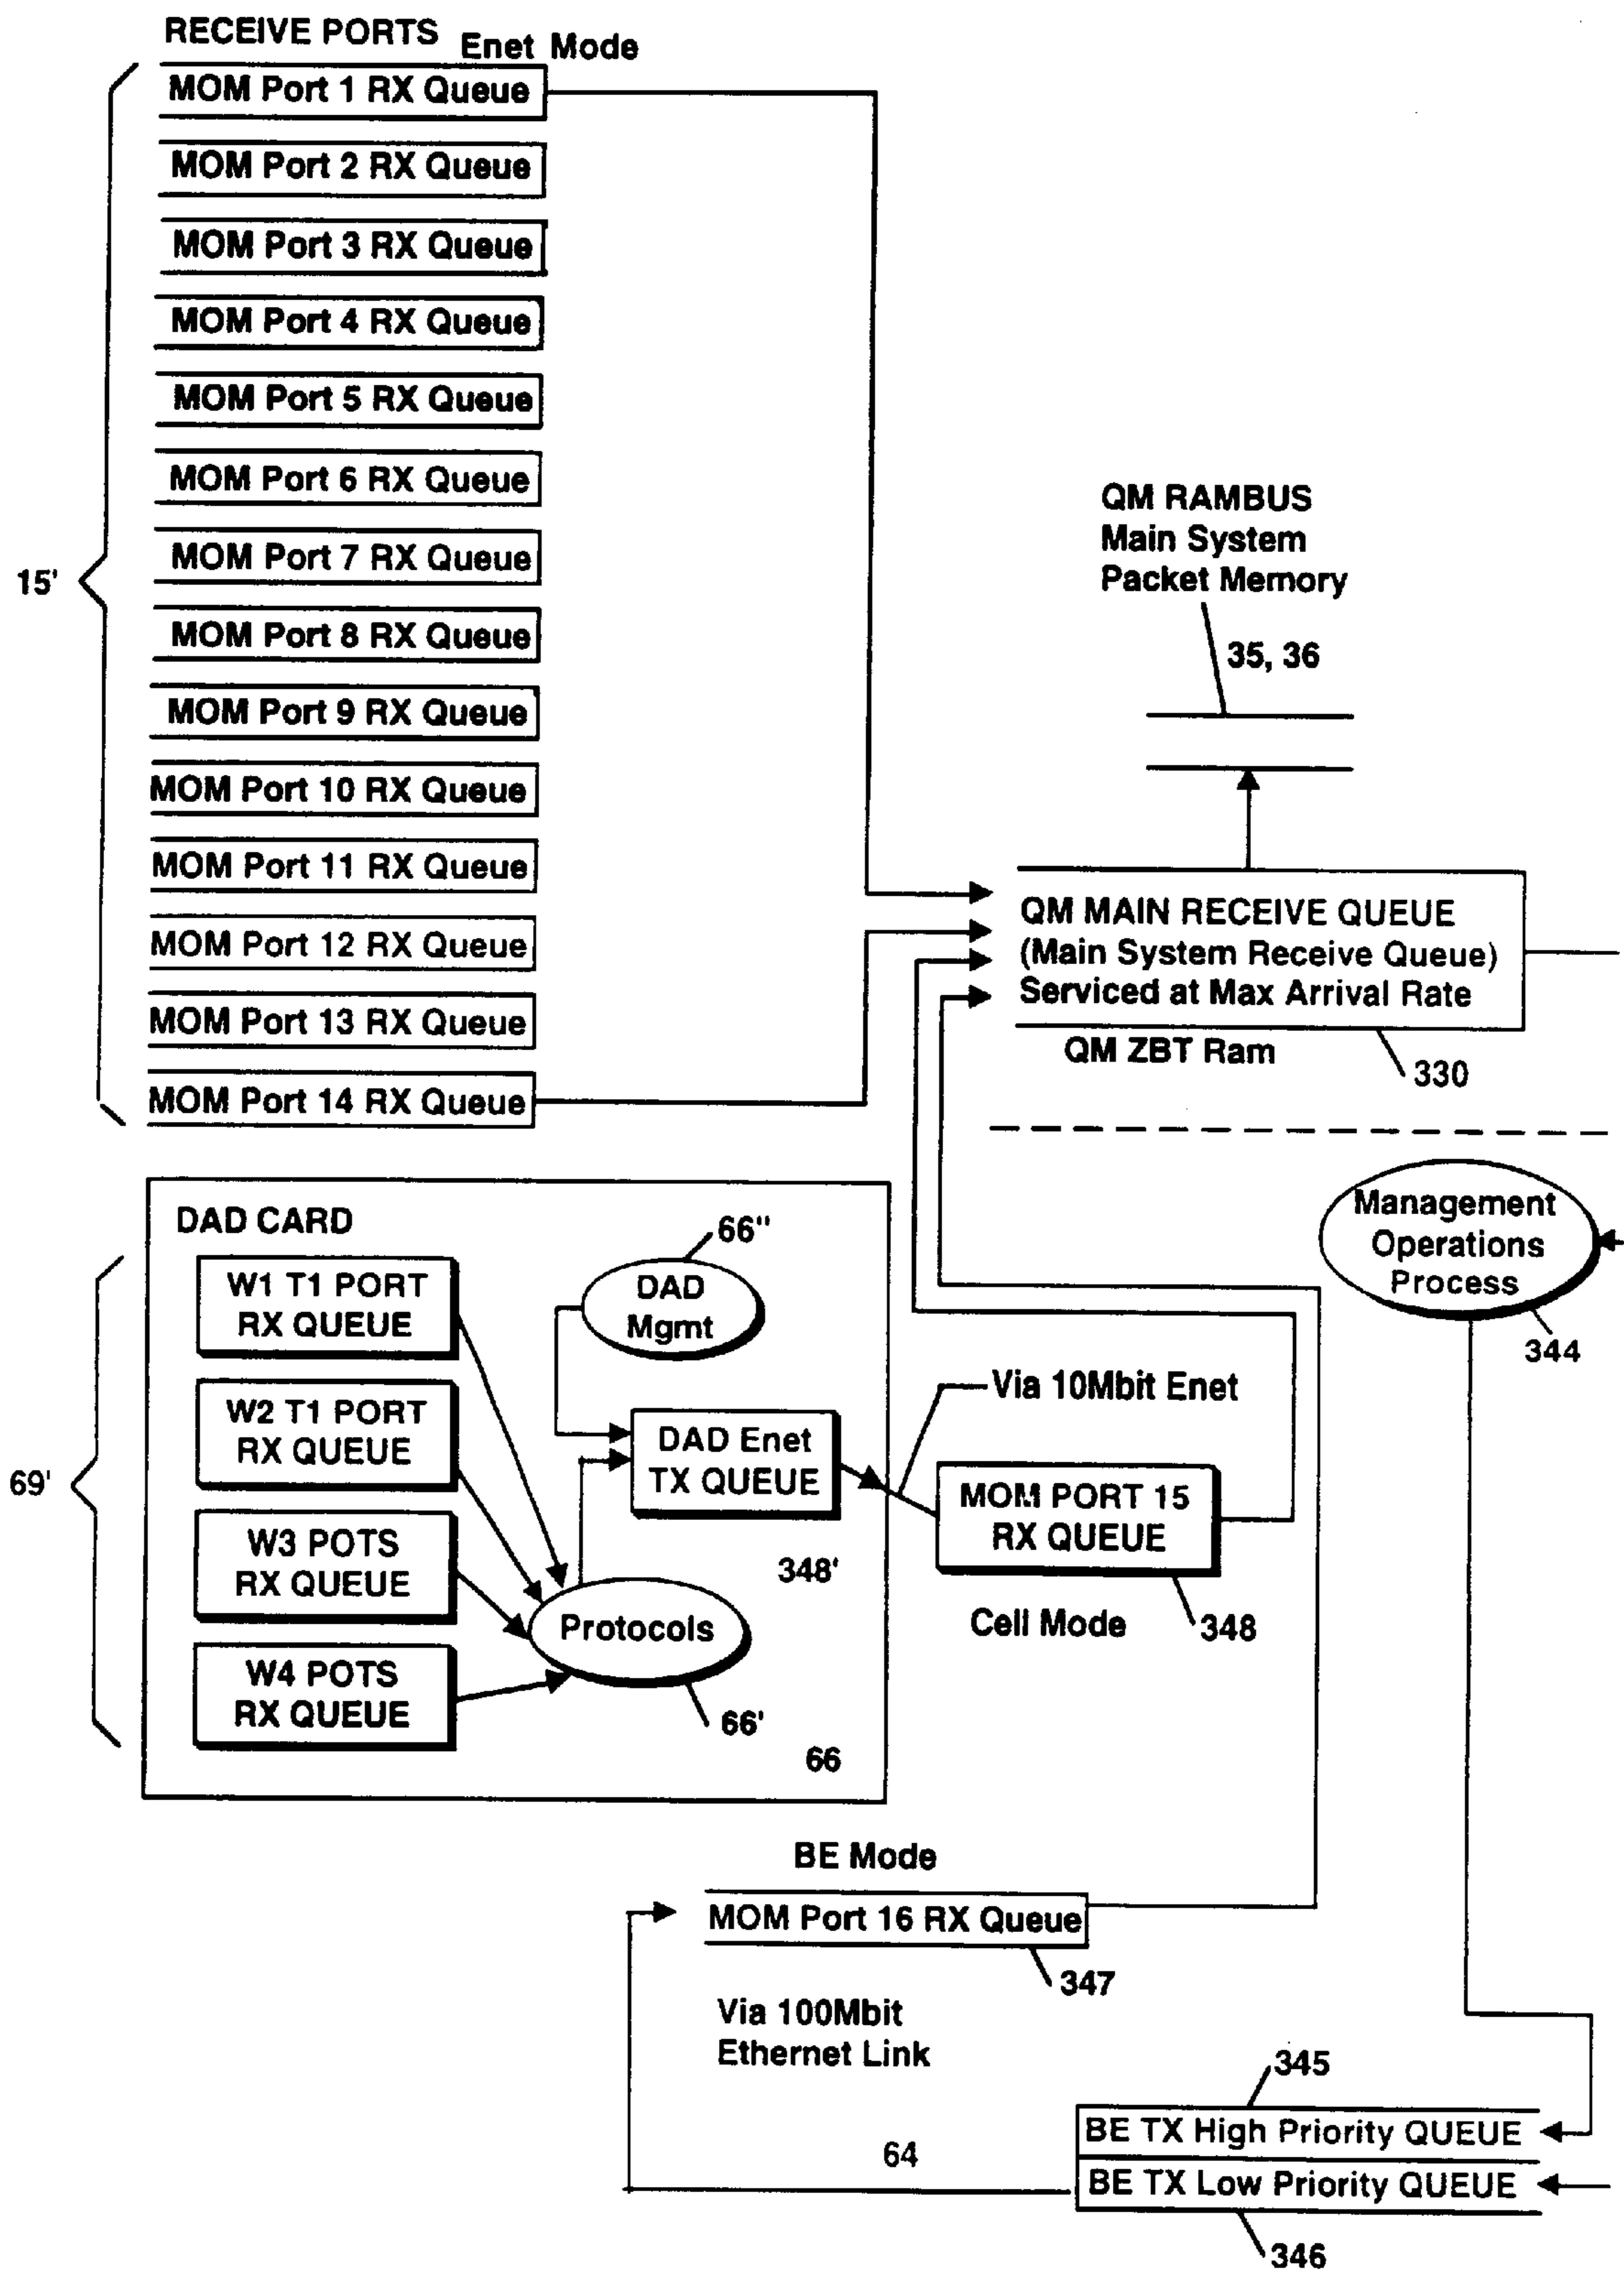 RECEIVE PORTS
Enet Mode
MOM Port 1 RX Queue
MOM Port 2 RX Queue
MOM Port 3 RX Queue
MOM Port 4 RX Queue
MOM Port 5 RX Queue
MOM Port 6 RX Queue
MOM Port 7 RX Queue
MOM Port 8 RX Queue
MOM Port 9 RX Queue
MOM Port 10 RX Queue
MOM Port 11 RX Queue
MOM Port 12 RX Queue
MOM Port 13 RX Queue
MOM Port 14 RX Queue
15'
QM RAMBUS
Main System
Packet Memory
35, 36
QM MAIN RECEIVE QUEUE
(Main System Receive Queue)
Serviced at Max Arrival Rate
QM ZBT Ram
330
Management
Operations
Process
344
DAD CARD
66"
W1 T1 PORT
RX QUEUE
DAD
Mgmt
W2 T1 PORT
RX QUEUE
69'
W3 POTS
RX QUEUE
W4 POTS
RX QUEUE
DAD Enet
TX QUEUE
348'
Protocols
66'
66
Via 10Mbit Enet
MOM PORT 15
RX QUEUE
Cell Mode
348
BE Mode
MOM Port 16 RX Queue
347
Via 100Mbit
Ethernet Link
345
BE TX High Priority QUEUE
64
BE TX Low Priority QUEUE
346